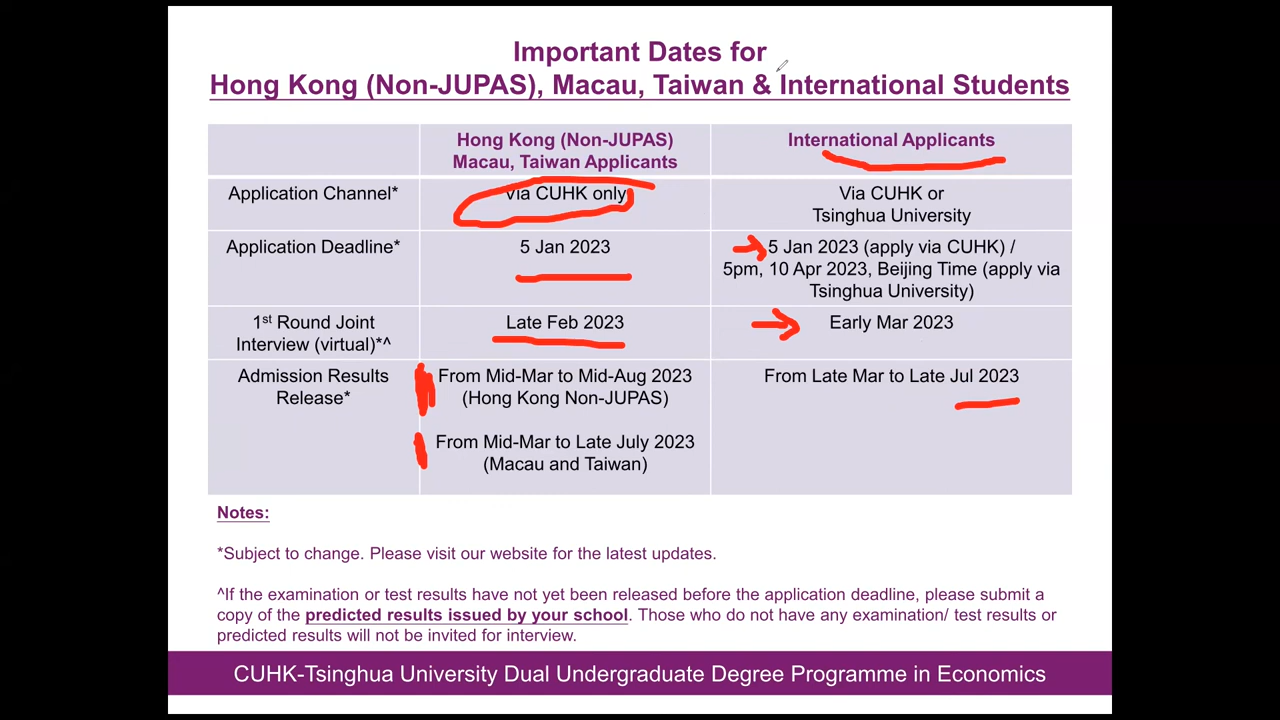 Important Dates for
Hong Kong (Non-JUPAS), Macau, Taiwan & International Students
Hong Kong (Non-JUPAS)
Macau, Taiwan Applicants
International Applicants
Application Channel*
Via CUHK only
Via CUHK or
Tsinghua University
Application Deadline*
5 Jan 2023
5 Jan 2023 (apply via CUHK) /
5pm, 10 Apr 2023, Beijing Time (apply via
Tsinghua University)
1st Round Joint
Interview (virtual)*^
Late Feb 2023
Early Mar 2023
Admission Results
Release*
From Mid-Mar to Mid-Aug 2023
(Hong Kong Non-JUPAS)
From Mid-Mar to Late July 2023
(Macau and Taiwan)
From Late Mar to Late Jul 2023
Notes:
*Subject to change. Please visit our website for the latest updates.
^If the examination or test results have not yet been released before the application deadline, please submit a
copy of the predicted results issued by your school. Those who do not have any examination/ test results or
predicted results will not be invited for interview.
CUHK-Tsinghua University Dual Undergraduate Degree Programme in Economics